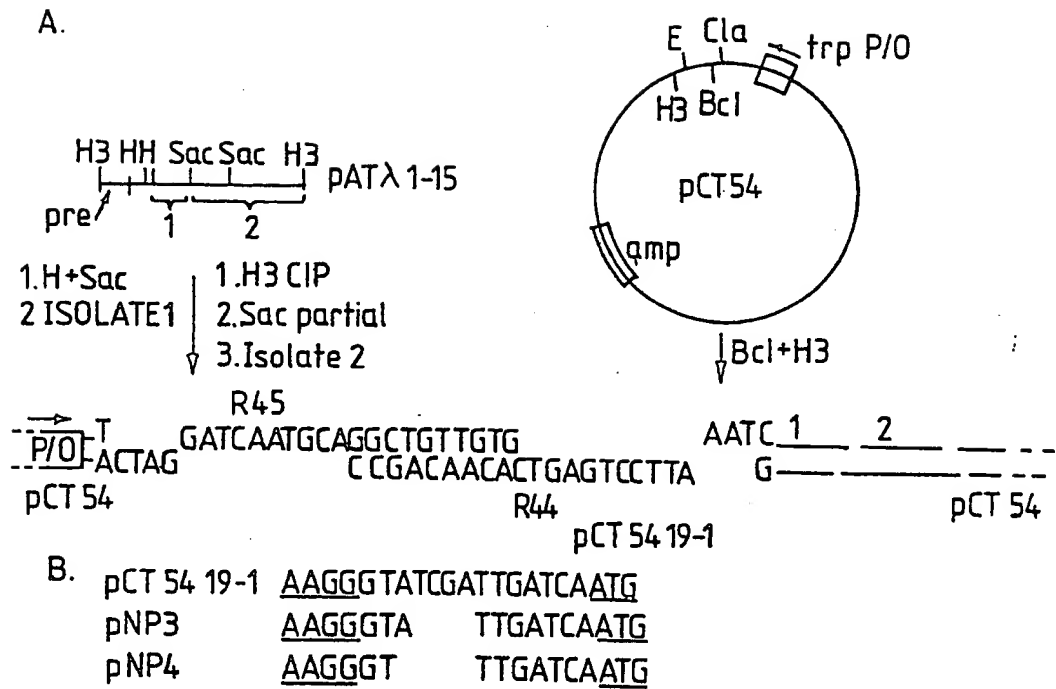 A.
E Cla trp P/O
H3 Bcl
H3 HH Sac Sac H3
pATλ 1-15
pre 1 2
pCT54
amp
1.H+Sac 1.H3 CIP
2 ISOLATE1 2.Sac partial
3.Isolate 2
Bcl+H3
R45
P/O T GATCAATGCAGGCTGTTGTG AATC 1 2
ACTAG CCGACAACACTGAGTCCTTA G
pCT 54 R44 pCT 54
pCT 54 19-1
B.
pCT 54 19-1 AAGGGTATCGATTGATCAATG
pNP3 AAGGGTA TTGATCAATG
pNP4 AAGGGT TTGATCAATG